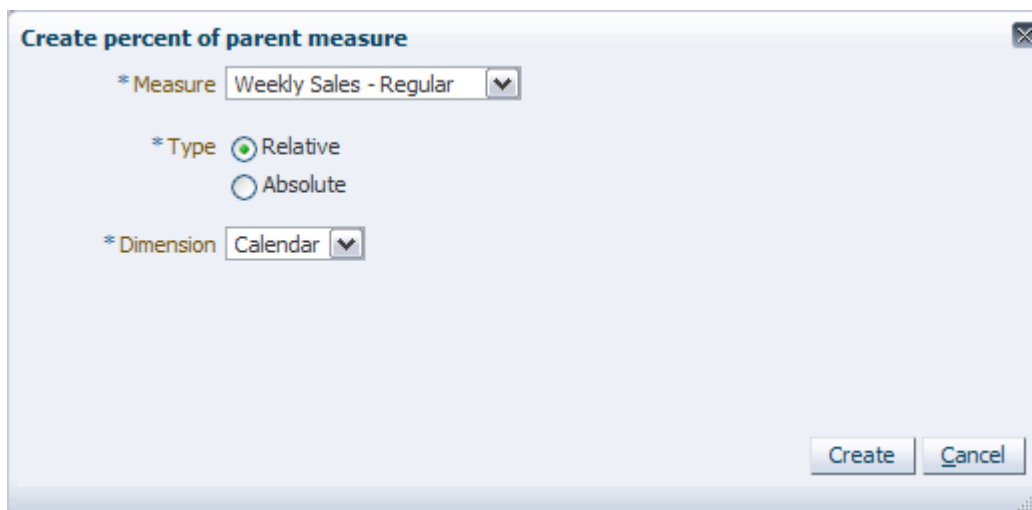 Create percent of parent measure
* Measure Weekly Sales - Regular
* Type Relative
Absolute
* Dimension Calendar
Create Cancel